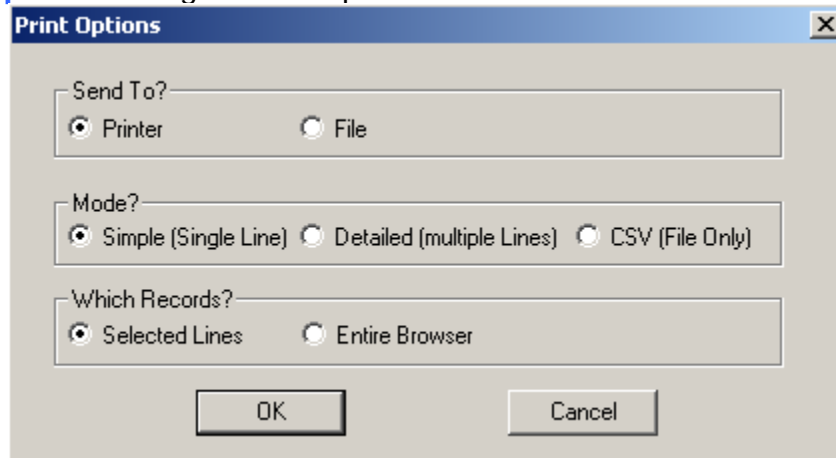 Print Options
Send To?
Printer File
Mode?
Simple (Single Line) Detailed (multiple Lines) CSV (File Only)
Which Records?
Selected Lines Entire Browser
OK Cancel